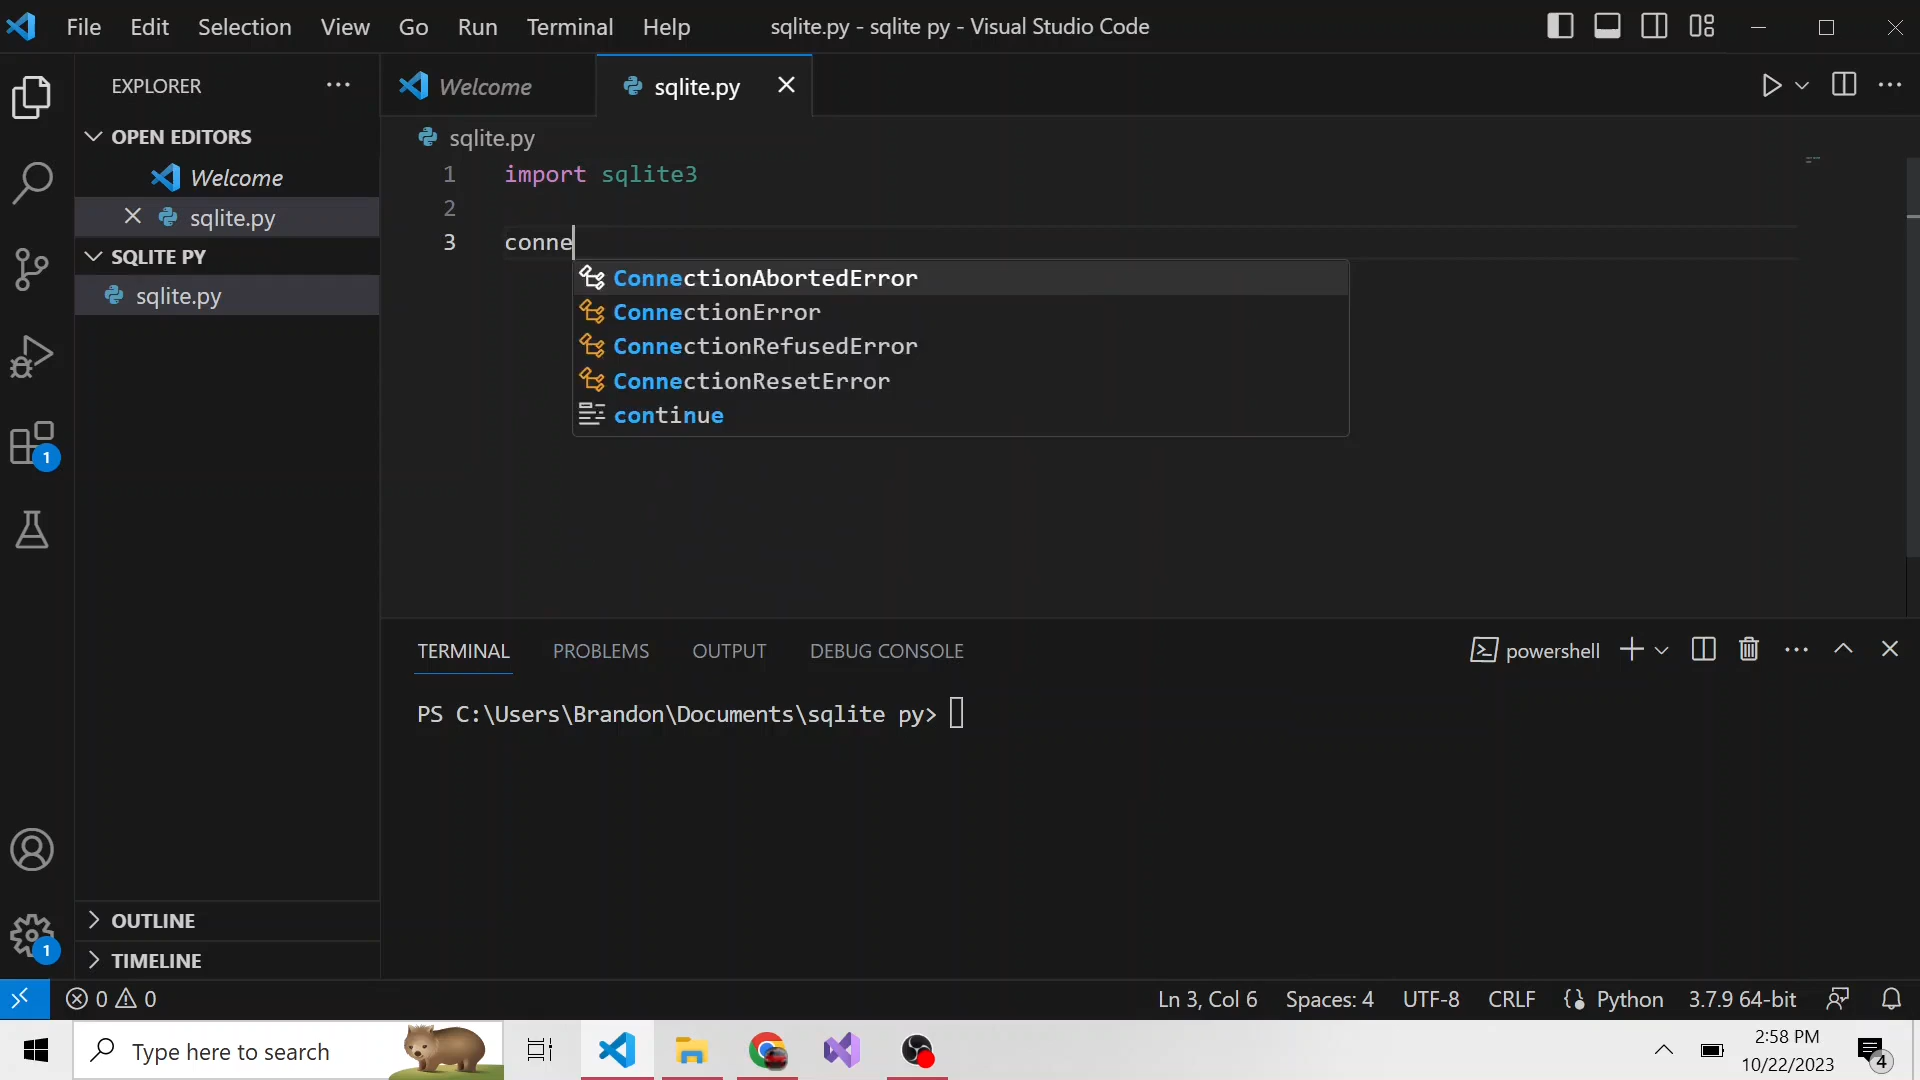 File Edit Selection View Go Run Terminal Help sqlite.py - sqlite py - Visual Studio Code
EXPLORER
Welcome sqlite.py
OPEN EDITORS
Welcome
sqlite.py
SQLITE PY
sqlite.py
OUTLINE
TIMELINE
sqlite.py
1 import sqlite3
2
3 conne
ConnectionAbortedError
ConnectionError
ConnectionRefusedError
ConnectionResetError
continue
1
1
TERMINAL PROBLEMS OUTPUT DEBUG CONSOLE powershell
PS C:\Users\Brandon\Documents\sqlite py>
0 0 Ln 3, Col 6 Spaces: 4 UTF-8 CRLF Python 3.7.9 64-bit
Type here to search
2:58 PM
10/22/2023
4